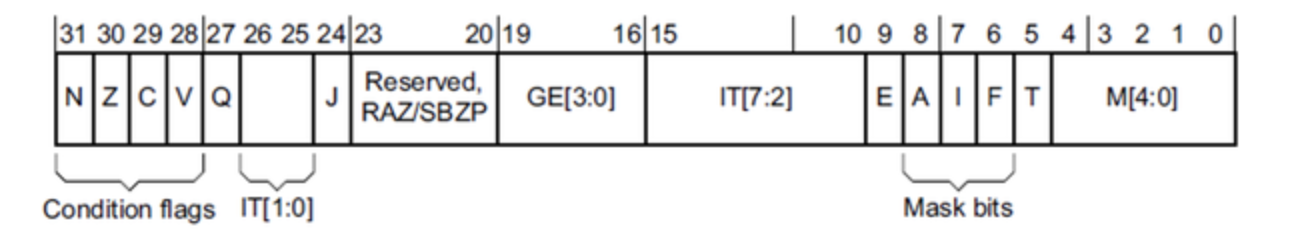 31 30 29 28 27 26 25 24 23 20 19 16 15 10 9 8 7 6 5 4 3 2 1 0
N Z C V Q J Reserved, RAZ/SBZP GE[3:0] IT[7:2] E A I F T M[4:0]
Condition flags IT[1:0] Mask bits